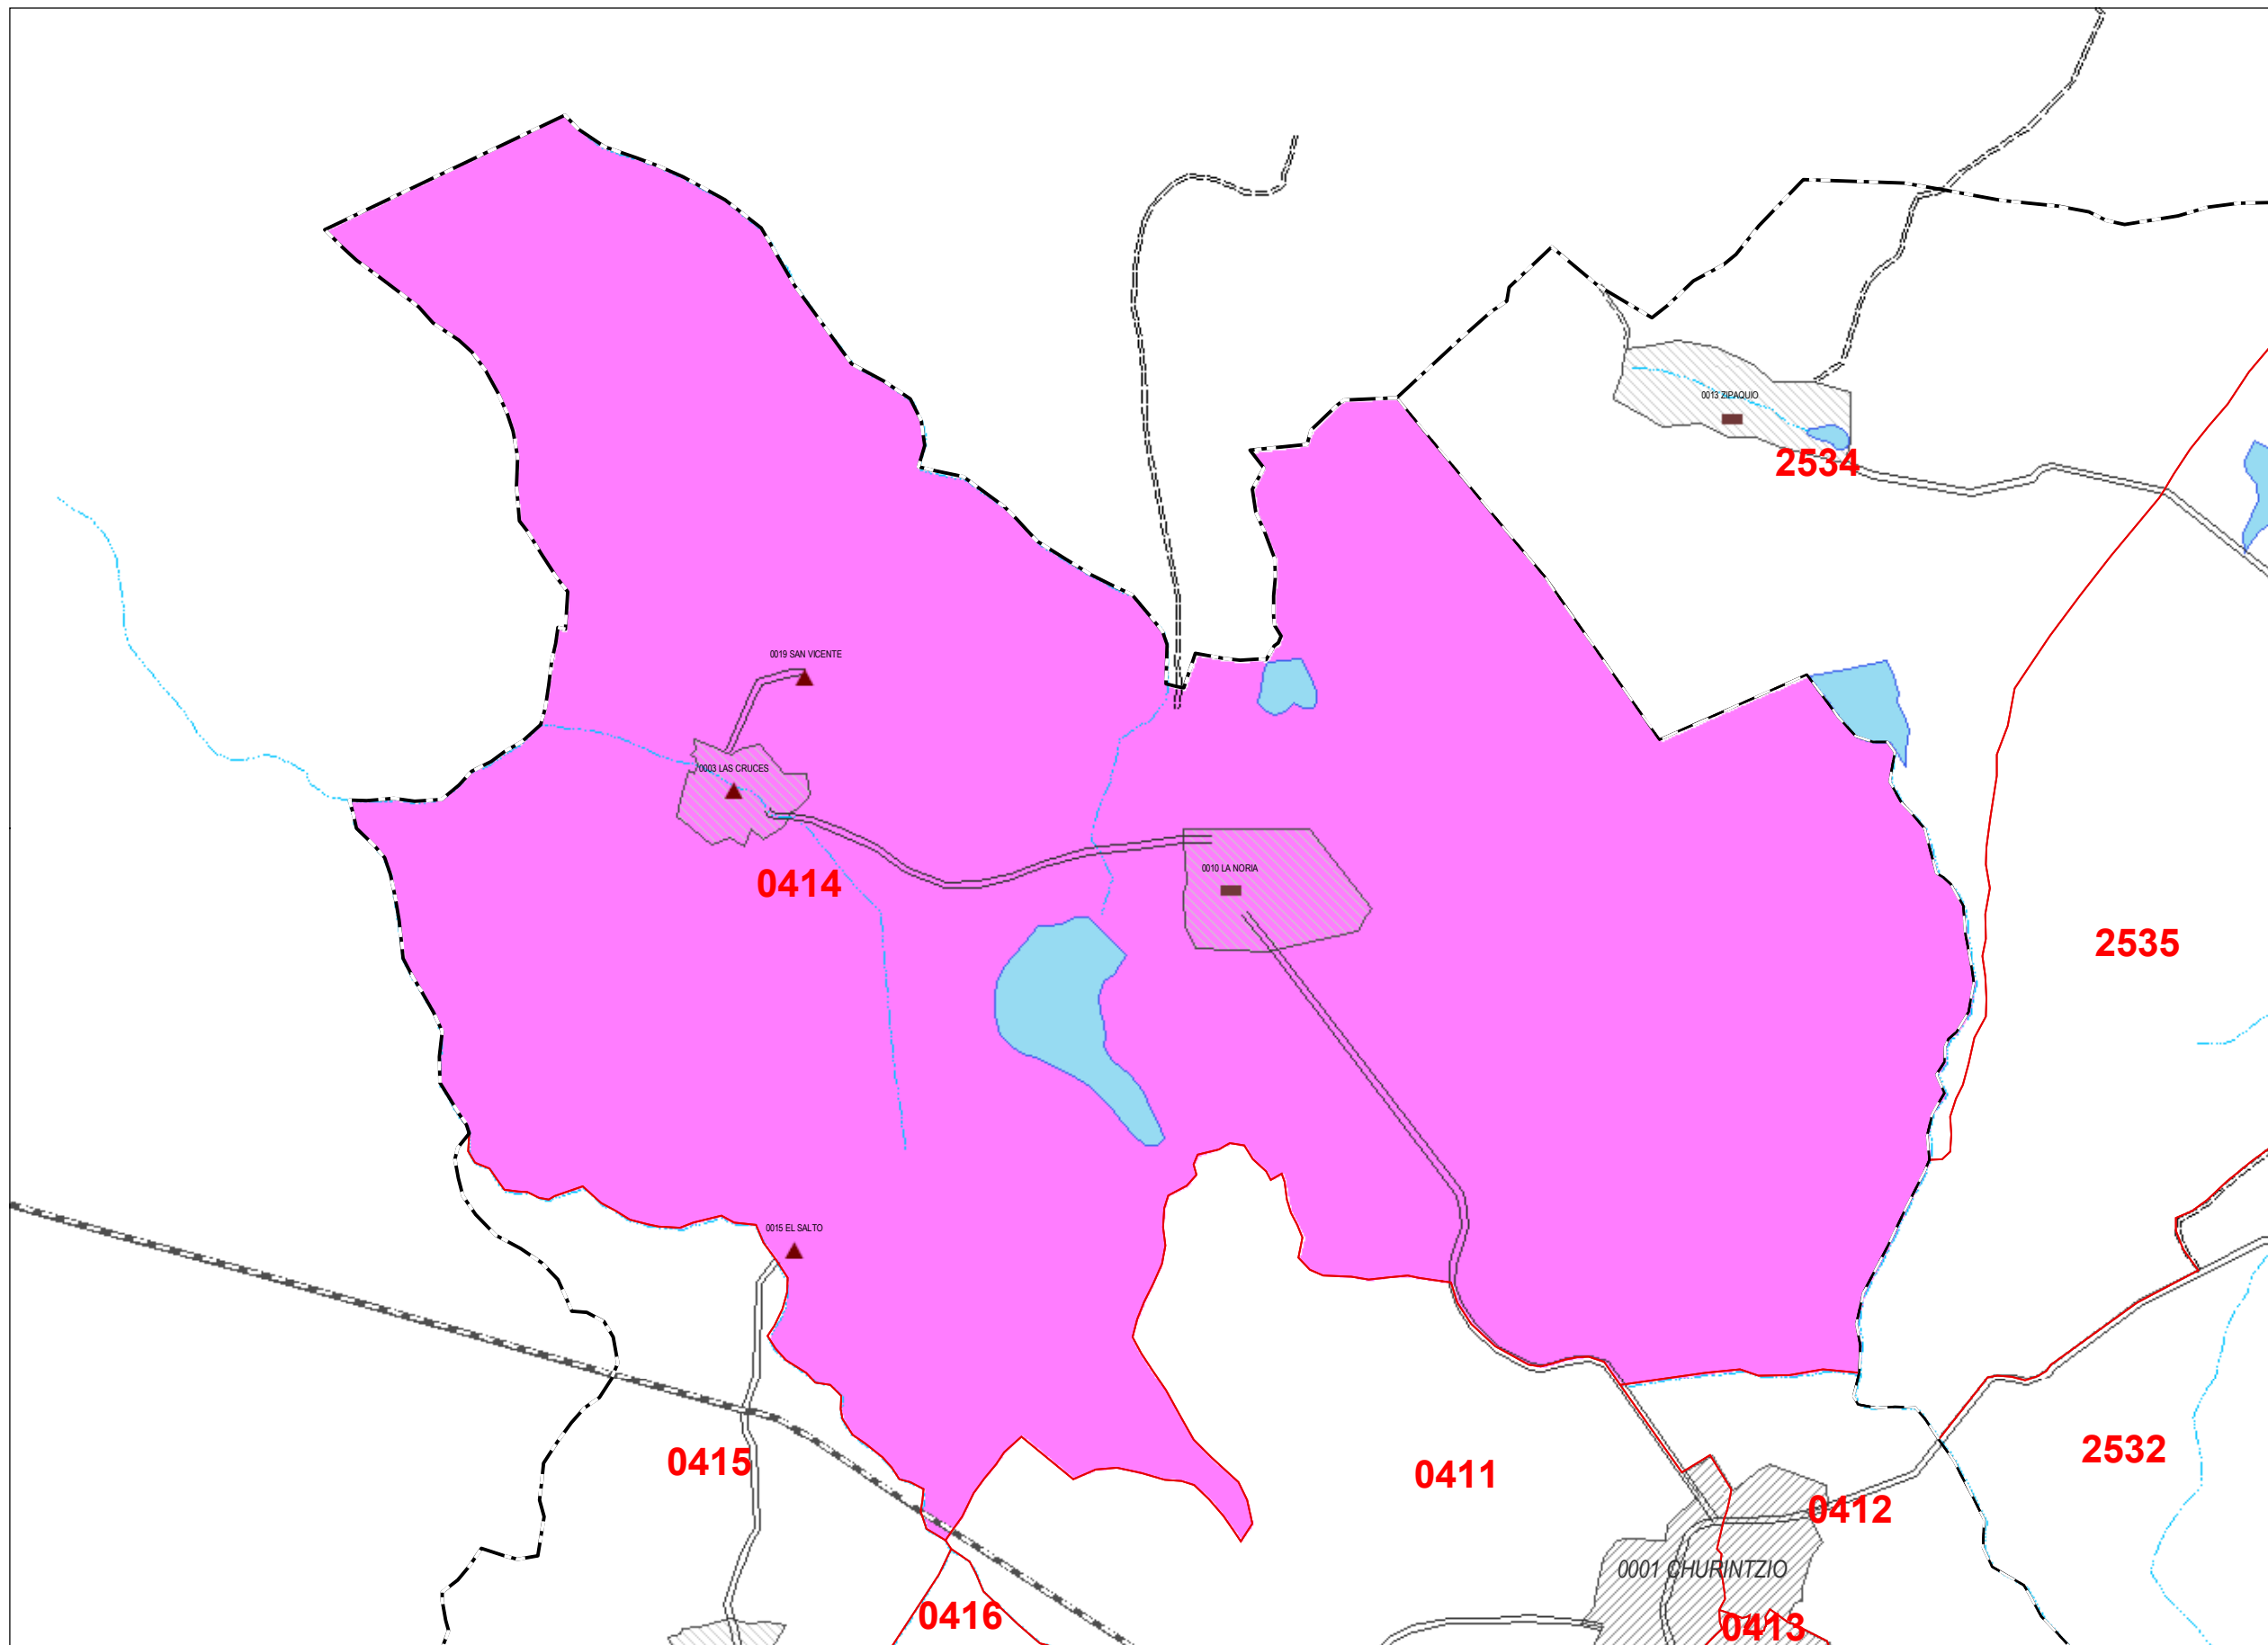 0013 ZIPAQUIO
2534
0019 SAN VICENTE
0003 LAS CRUCES
0414
0010 LA NORIA
2535
0015 EL SALTO
0415
0411
2532
0412
0001 CHURINTZIO
0416
0413